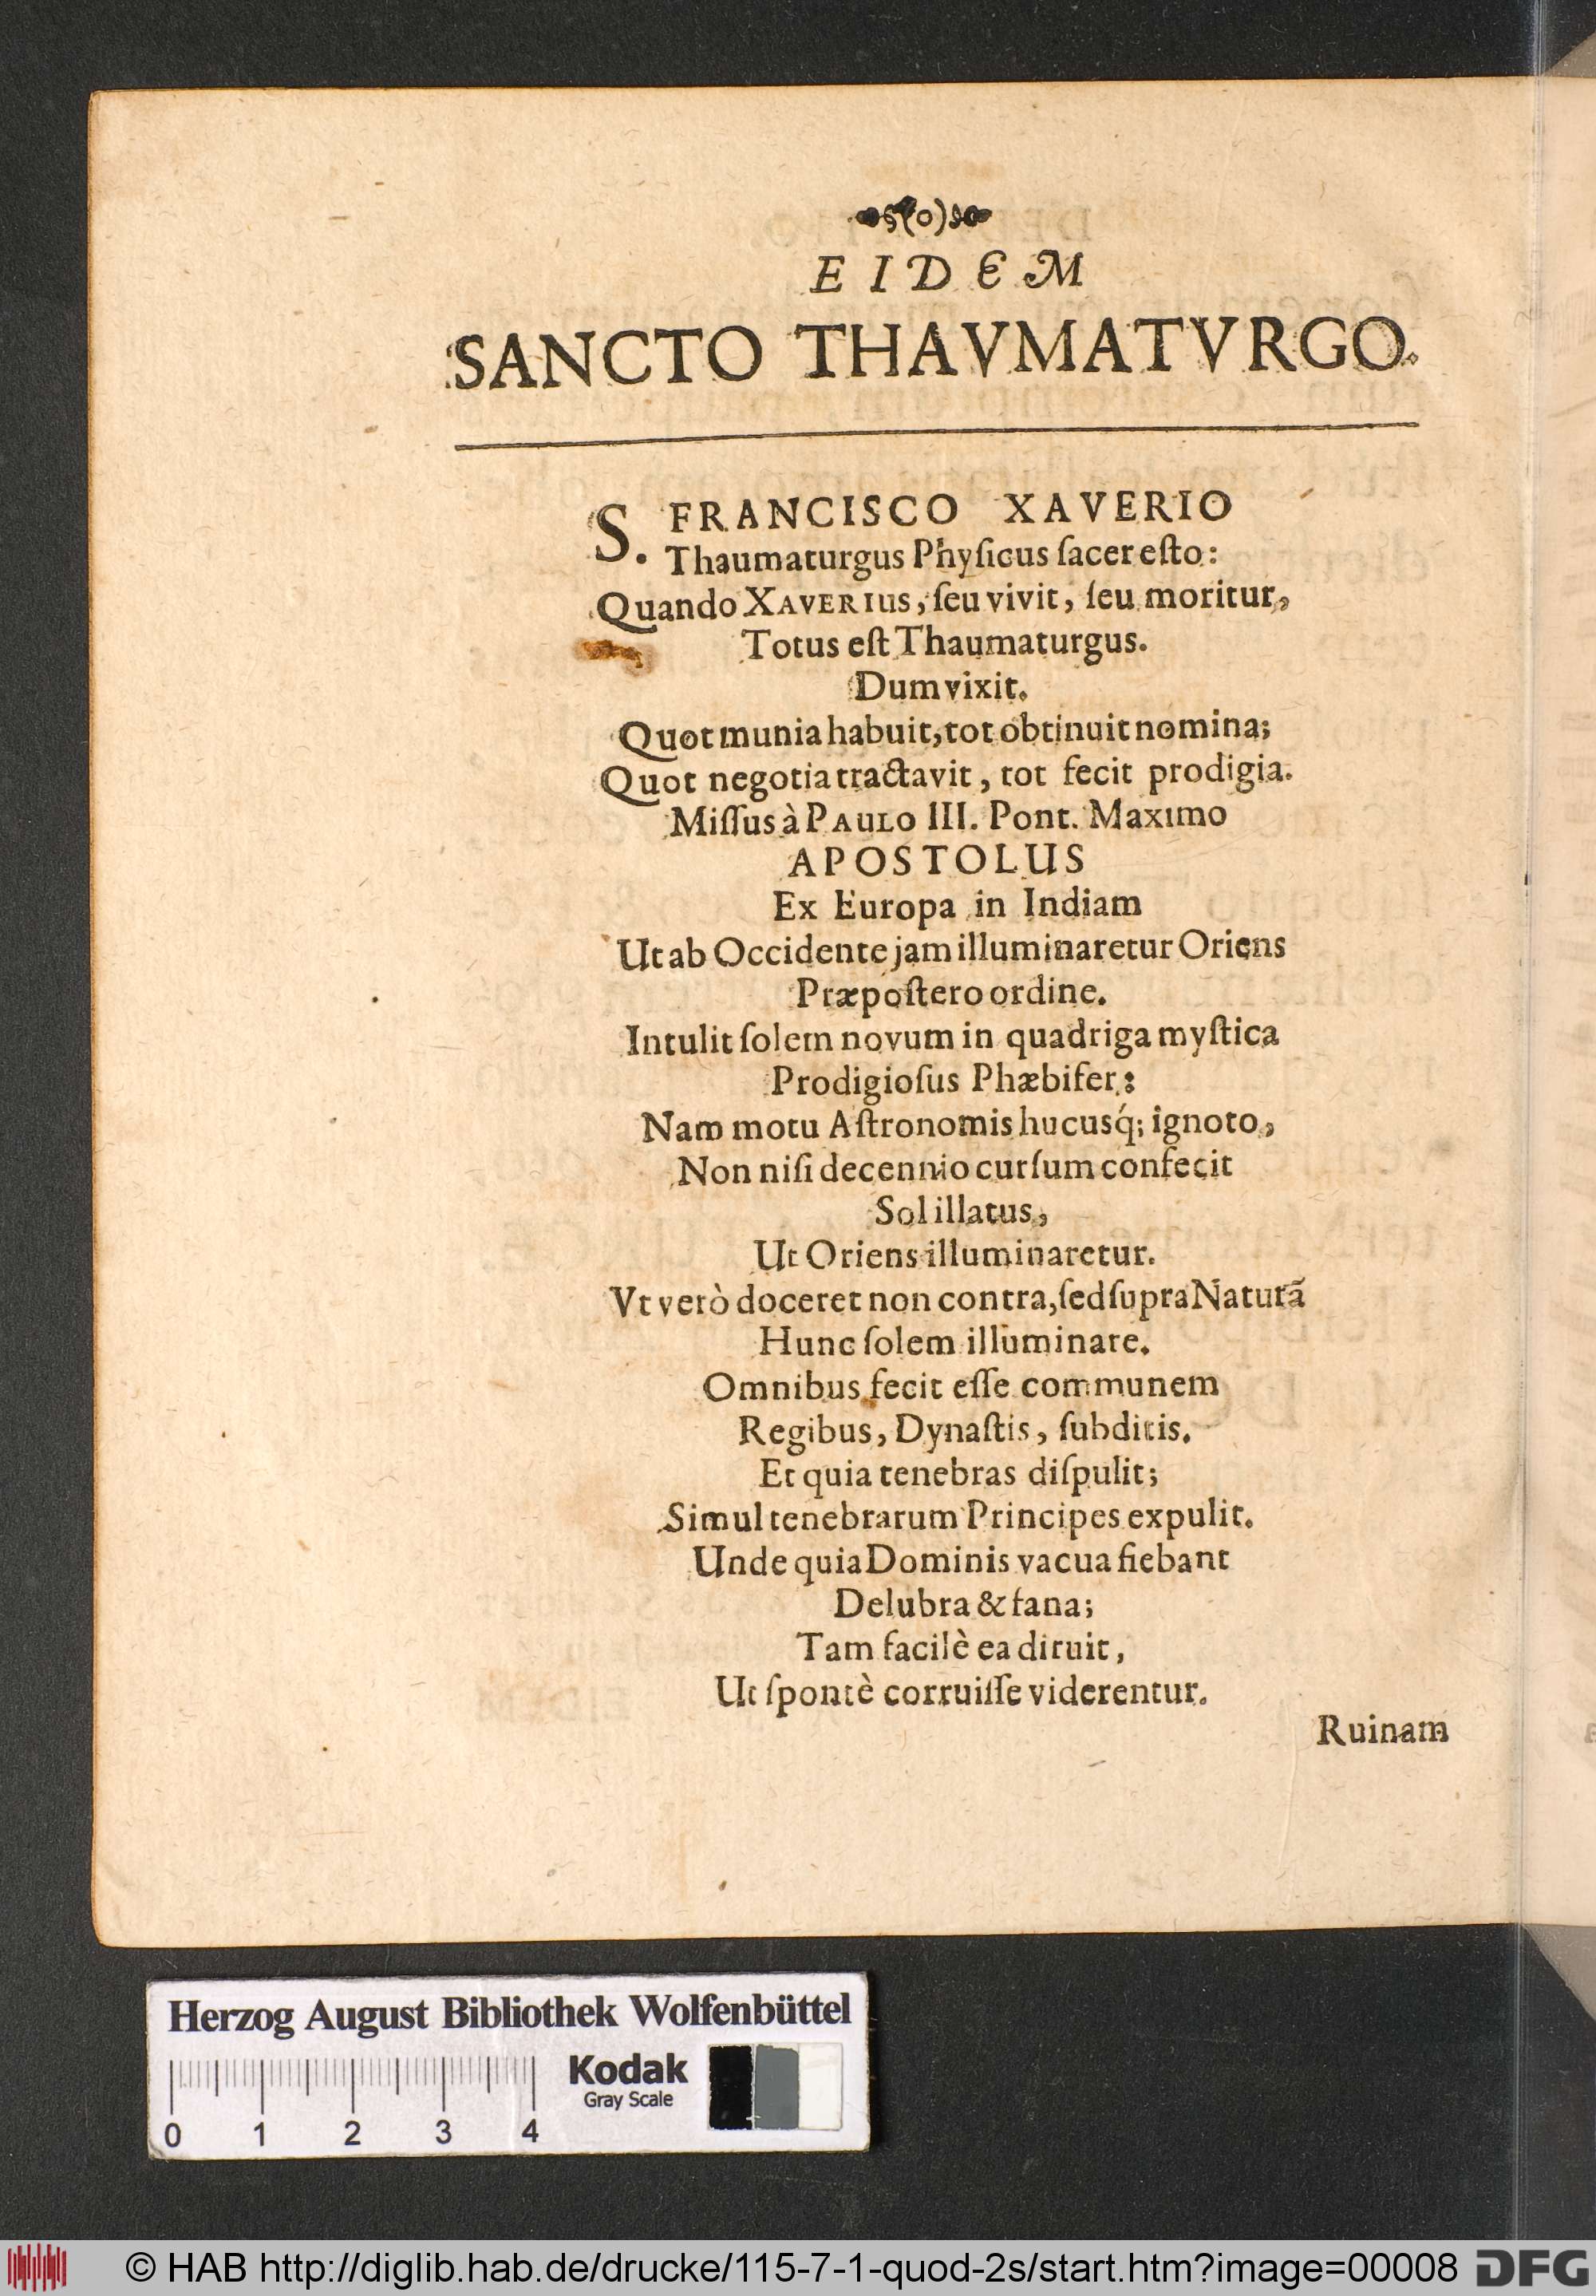 (o)
EIDEM
SANCTO THAVMATVRGO.
S. FRANCISCO XAVERIO
Thaumaturgus Phyſicus ſacer eſto:
Quando XAVERIUS, ſeu vivit, ſeu moritur,
Totus eſt Thaumaturgus.
Dum vixit.
Quot munia habuit, tot obtinuit nomina;
Quot negotia tractavit, tot fecit prodigia.
Miſſus à PAULO III. Pont. Maximo
APOSTOLUS
Ex Europa in Indiam
Ut ab Occidente jam illuminaretur Oriens
Præpoſtero ordine.
Intulit ſolem novum in quadriga myſtica
Prodigioſus Phæbifer:
Nam motu Aſtronomis hucusq́; ignoto,
Non niſi decennio curſum confecit
Sol illatus,
Ut Oriens illuminaretur.
Vt verò doceret non contra, ſed ſupra Naturã
Hunc ſolem illuminare.
Omnibus fecit eſſe communem
Regibus, Dynaſtis, ſubditis.
Et quia tenebras diſpulit;
Simul tenebrarum Principes expulit.
Unde quia Dominis vacua fiebant
Delubra & fana;
Tam facilè ea diruit,
Ut ſpontè corruiſſe viderentur.
Ruinam
Herzog August Bibliothek Wolfenbüttel
Kodak
Gray Scale
0 1 2 3 4
© HAB http://diglib.hab.de/drucke/115-7-1-quod-2s/start.htm?image=00008 DFG